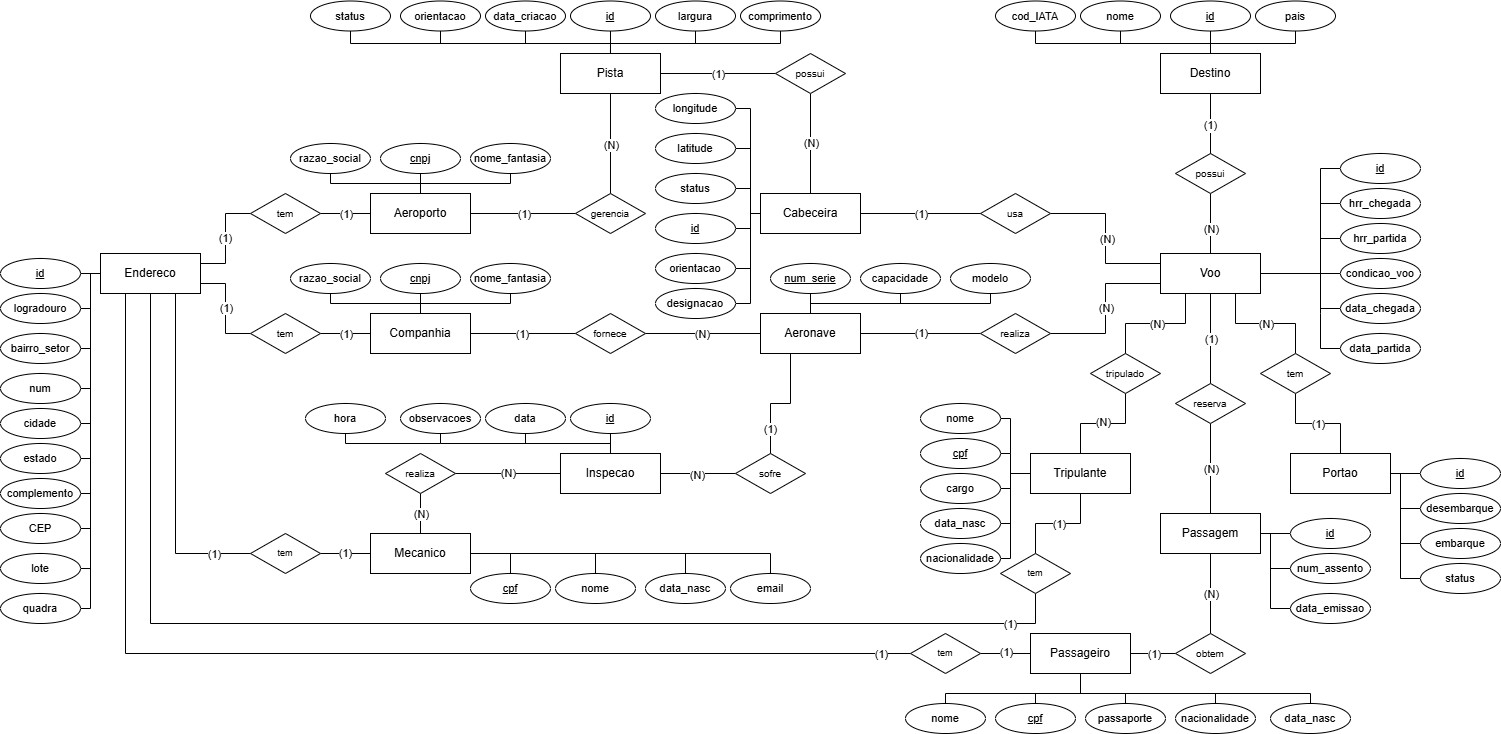 status
orientacao
data_criacao
id
largura
comprimento
cod_IATA
nome
id
pais
Pista
(1)
possui
Destino
longitude
(1)
(N)
(N)
latitude
razao_social
cnpj
nome_fantasia
possui
id
status
hrr_chegada
tem
(1)
Aeroporto
(1)
gerencia
Cabeceira
(1)
usa
(1)
id
(N)
(N)
hrr_partida
id
Endereco
orientacao
Voo
condicao_voo
razao_social
cnpj
nome_fantasia
num_serie
capacidade
modelo
logradouro
(1)
designacao
(N)
data_chegada
tem
(1)
Companhia
(1)
fornece
(N)
Aeronave
(1)
realiza
(N)
(1)
(N)
bairro_setor
data_partida
tripulado
tem
num
reserva
hora
observacoes
data
id
nome
cidade
(1)
(N)
(1)
estado
cpf
realiza
(N)
Inspecao
(N)
sofre
Tripulante
(N)
Portao
id
complemento
cargo
desembarque
(N)
CEP
data_nasc
(1)
Passagem
id
embarque
(1)
tem
(1)
Mecanico
nacionalidade
lote
tem
num_assento
status
cpf
nome
data_nasc
email
(N)
quadra
data_emissao
(1)
(1)
tem
(1)
Passageiro
(1)
obtem
nome
cpf
passaporte
nacionalidade
data_nasc